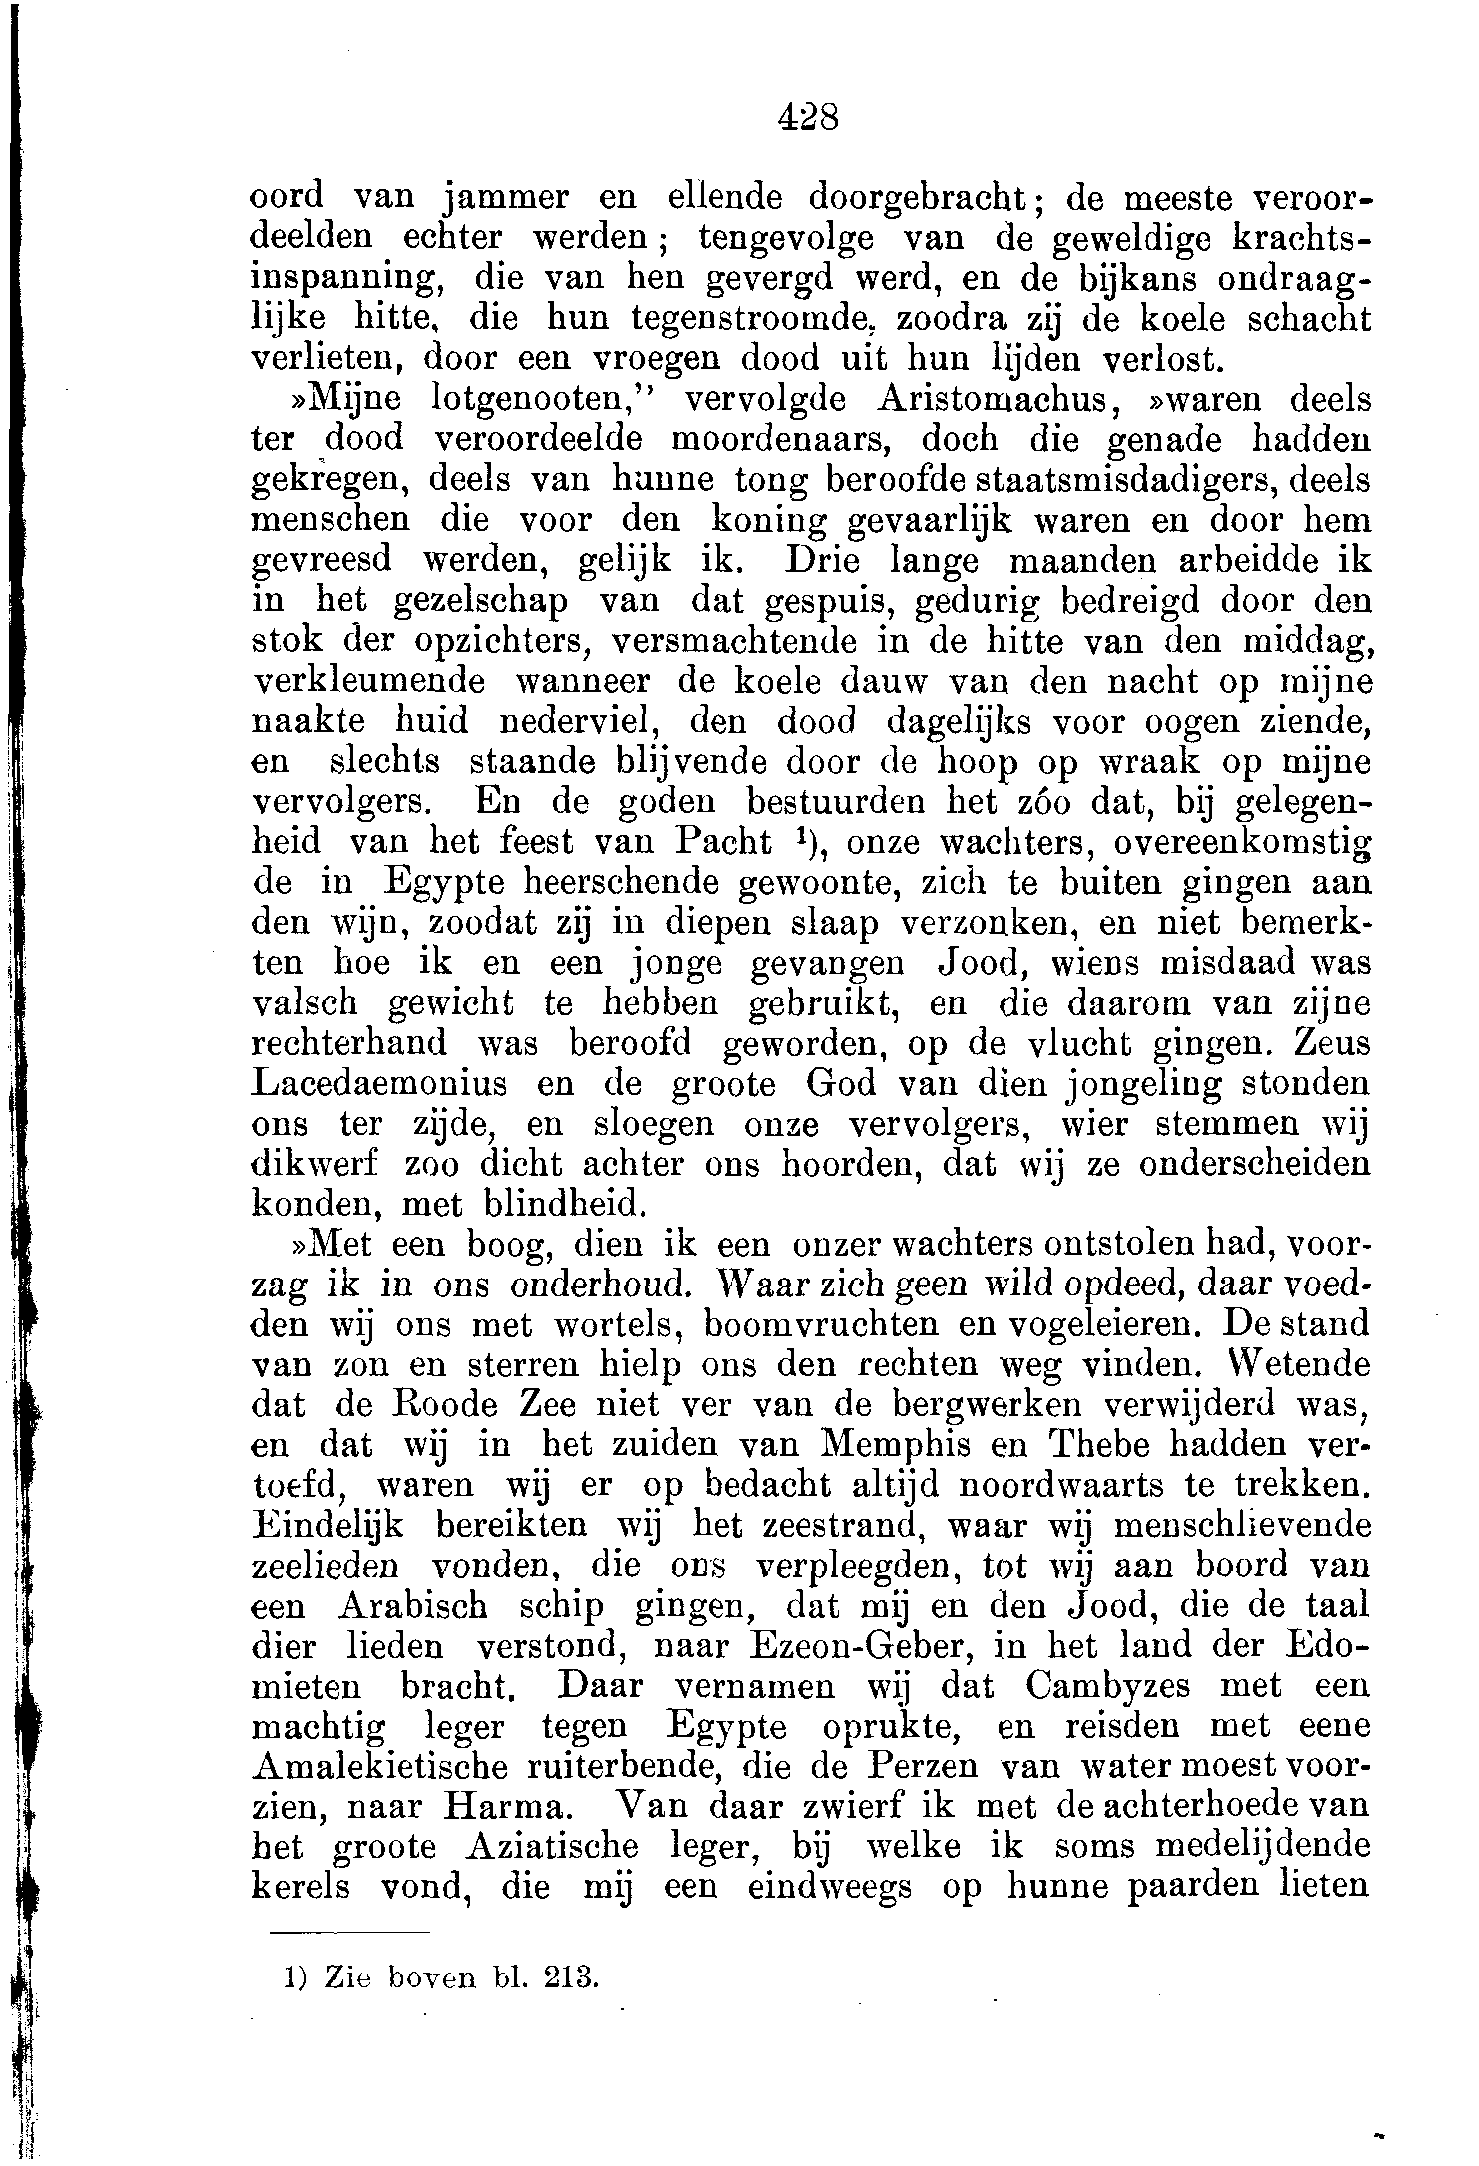 428
oord van jammer en ellende doorgebracht; de meeste veroor-
deelden echter werden; tengevolge van de geweldige krachts-
inspanning, die van hen gevergd werd, en de bijkans ondraag-
lijke hitte, die hun tegenstroomde, zoodra zij de koele schacht
verlieten, door een vroegen dood uit hun lijden verlost.
»Mijne lotgenooten,'' vervolgde Aristomachus, »waren deels
ter dood veroordeelde moordenaars, doch die genade hadden
gekregen, deels van hunne tong beroofde staatsmisdadigers, deels
menschen die voor den koning gevaarlijk waren en door hem
gevreesd werden, gelijk ik. Drie lange maanden arbeidde ik
in het gezelschap van dat gespuis, gedurig bedreigd door den
stok der opzichters, versmachtende in de hitte van den middag,
verkleumende wanneer de koele dauw van den nacht op mijne
naakte huid nederviel, den dood dagelijks voor oogen ziende,
en slechts staande blijvende door de hoop op wraak op mijne
vervolgers. En de goden bestuurden het zóo dat, bij gelegen-
heid van het feest van Pacht ¹), onze wachters, overeenkomstig
de in Egypte heerschende gewoonte, zich te buiten gingen aan
den wijn, zoodat zij in diepen slaap verzonken, en niet bemerk-
ten hoe ik en een jonge gevangen Jood, wiens misdaad was
valsch gewicht te hebben gebruikt, en die daarom van zijne
rechterhand was beroofd geworden, op de vlucht gingen. Zeus
Lacedaemonius en de groote God van dien jongeling stonden
ons ter zijde, en sloegen onze vervolgers, wier stemmen wij
dikwerf zoo dicht achter ons hoorden, dat wij ze onderscheiden
konden, met blindheid.
»Met een boog, dien ik een onzer wachters ontstolen had, voor-
zag ik in ons onderhoud. Waar zich geen wild opdeed, daar voed-
den wij ons met wortels, boomvruchten en vogeleieren. De stand
van zon en sterren hielp ons den rechten weg vinden. Wetende
dat de Roode Zee niet ver van de bergwerken verwijderd was,
en dat wij in het zuiden van Memphis en Thebe hadden ver-
toefd, waren wij er op bedacht altijd noordwaarts te trekken.
Eindelijk bereikten wij het zeestrand, waar wij menschlievende
zeelieden vonden, die ons verpleegden, tot wij aan boord van
een Arabisch schip gingen, dat mij en den Jood, die de taal
dier lieden verstond, naar Ezeon-Geber, in het land der Edo-
mieten bracht. Daar vernamen wij dat Cambyzes met een
machtig leger tegen Egypte oprukte, en reisden met eene
Amalekietische ruiterbende, die de Perzen van water moest voor-
zien, naar Harma. Van daar zwierf ik met de achterhoede van
het groote Aziatische leger, bij welke ik soms medelijdende
kerels vond, die mij een eindweegs op hunne paarden lieten
1) Zie boven bl. 213.